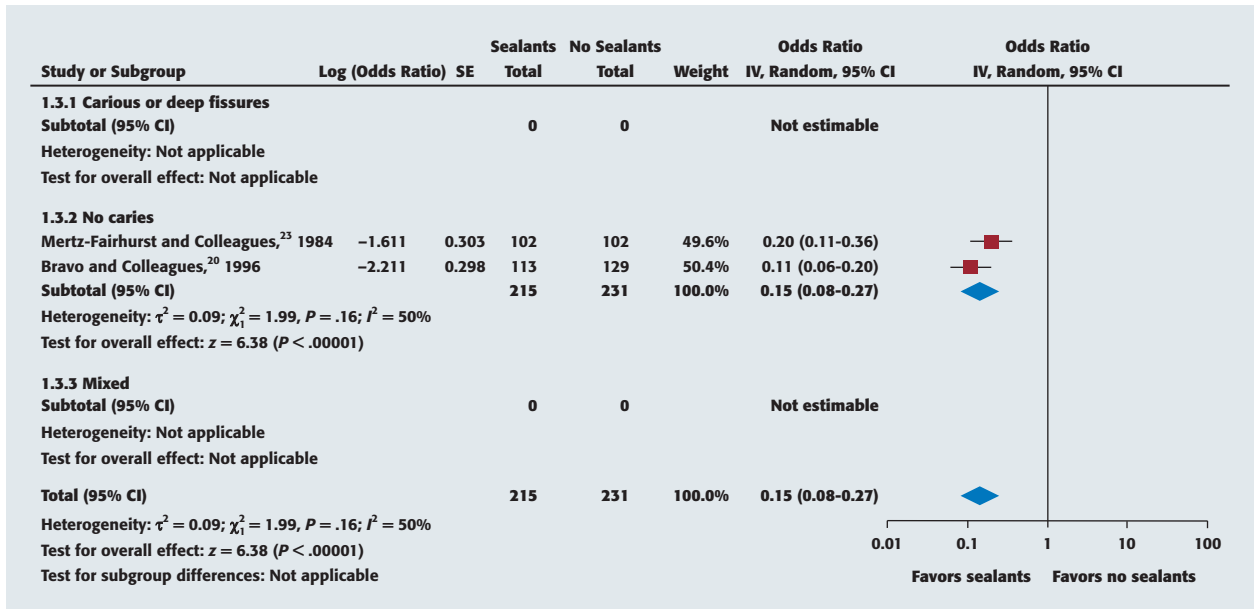 Sealants No Sealants Odds Ratio Odds Ratio
Study or Subgroup Log (Odds Ratio) SE Total Total Weight IV, Random, 95% CI IV, Random, 95% CI
1.3.1 Carious or deep fissures
Subtotal (95% CI) 0 0 Not estimable
Heterogeneity: Not applicable
Test for overall effect: Not applicable
1.3.2 No caries
Mertz-Fairhurst and Colleagues,²³ 1984 −1.611 0.303 102 102 49.6% 0.20 (0.11-0.36)
Bravo and Colleagues,²⁰ 1996 −2.211 0.298 113 129 50.4% 0.11 (0.06-0.20)
Subtotal (95% CI) 215 231 100.0% 0.15 (0.08-0.27)
Heterogeneity: τ² = 0.09; χ₁² = 1.99, P = .16; I² = 50%
Test for overall effect: z = 6.38 (P < .00001)
1.3.3 Mixed
Subtotal (95% CI) 0 0 Not estimable
Heterogeneity: Not applicable
Test for overall effect: Not applicable
Total (95% CI) 215 231 100.0% 0.15 (0.08-0.27)
Heterogeneity: τ² = 0.09; χ₁² = 1.99, P = .16; I² = 50%
Test for overall effect: z = 6.38 (P < .00001)
Test for subgroup differences: Not applicable
0.01 0.1 1 10 100
Favors sealants Favors no sealants